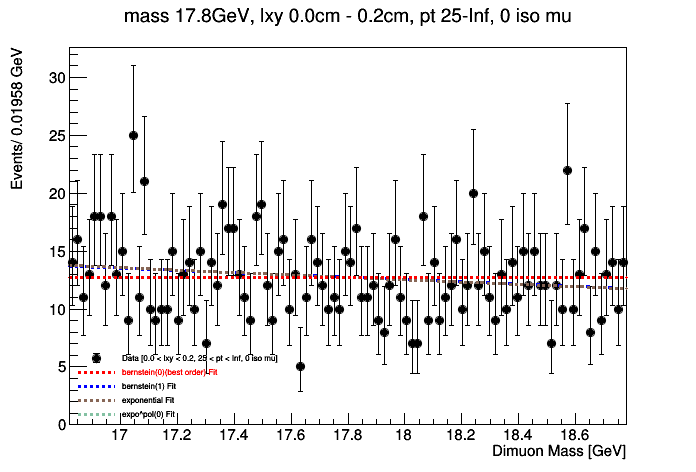 mass 17.8GeV, lxy 0.0cm - 0.2cm, pt 25-Inf, 0 iso mu
Events/ 0.01958 GeV
30
25
20
15
10
5
0
Data [0.0 < lxy < 0.2, 25 < pt < Inf, 0 iso mu]
bernstein(0)(best order) Fit
bernstein(1) Fit
exponential Fit
expo*pol(0) Fit
17 17.2 17.4 17.6 17.8 18 18.2 18.4 18.6
Dimuon Mass [GeV]